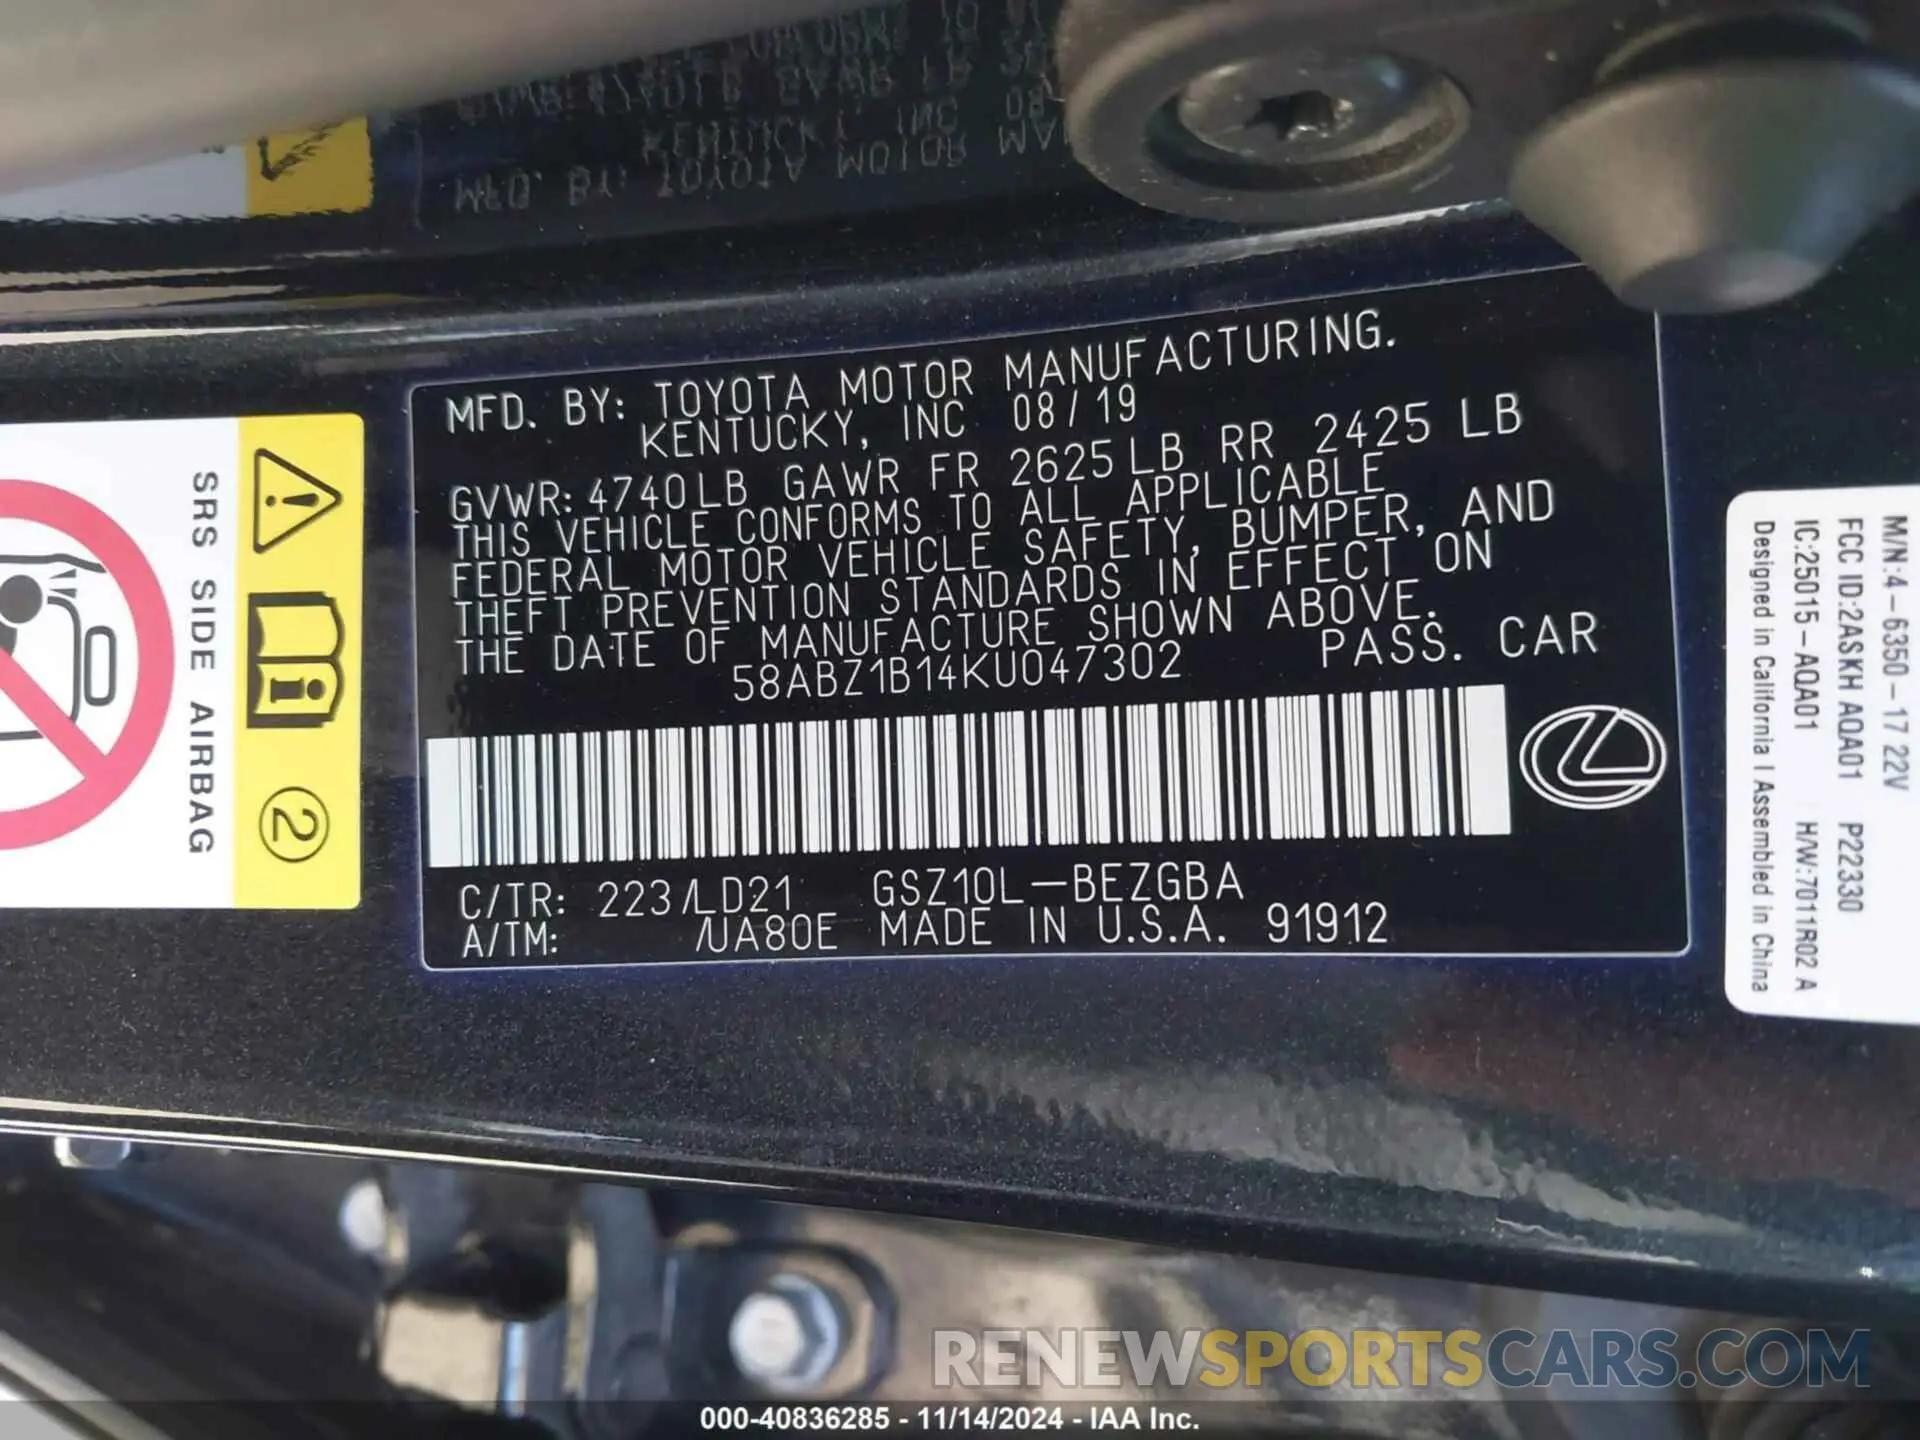 MFD. BY: TOYOTA MOTOR MANUFACTURING.
KENTUCKY, INC 08/19
GVWR: 4740LB GAWR FR 2625LB RR 2425 LB
THIS VEHICLE CONFORMS TO ALL APPLICABLE
FEDERAL MOTOR VEHICLE SAFETY, BUMPER, AND
THEFT PREVENTION STANDARDS IN EFFECT ON
THE DATE OF MANUFACTURE SHOWN ABOVE.
58ABZ1B14KU047302 PASS. CAR
C/TR: 223/LD21 GSZ10L-BEZGBA
A/TM: /UA80E MADE IN U.S.A. 91912
SRS SIDE AIRBAG
2
M/N:4-6350-17 22V
FCC ID:2ASKH AQA01 P22330
IC:25015-AQA01 H/W:7011R02 A
Designed in California I Assembled in China
RENEWSPORTSCARS.COM
000-40836285 - 11/14/2024 - IAA Inc.